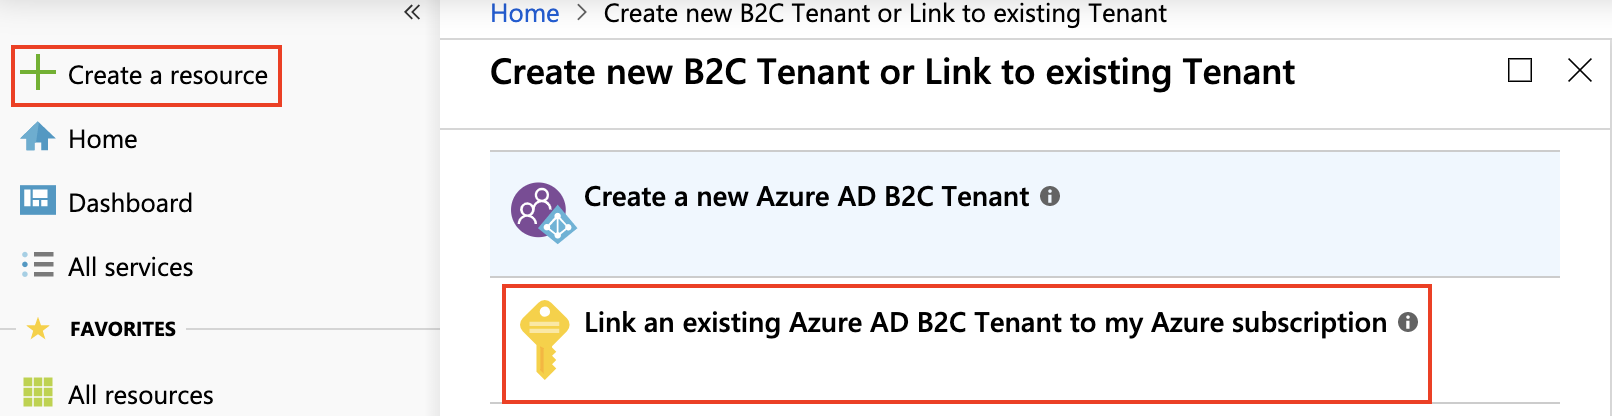 Create a resource
Home
Dashboard
All services
FAVORITES
All resources
Home > Create new B2C Tenant or Link to existing Tenant
Create new B2C Tenant or Link to existing Tenant
Create a new Azure AD B2C Tenant
Link an existing Azure AD B2C Tenant to my Azure subscription